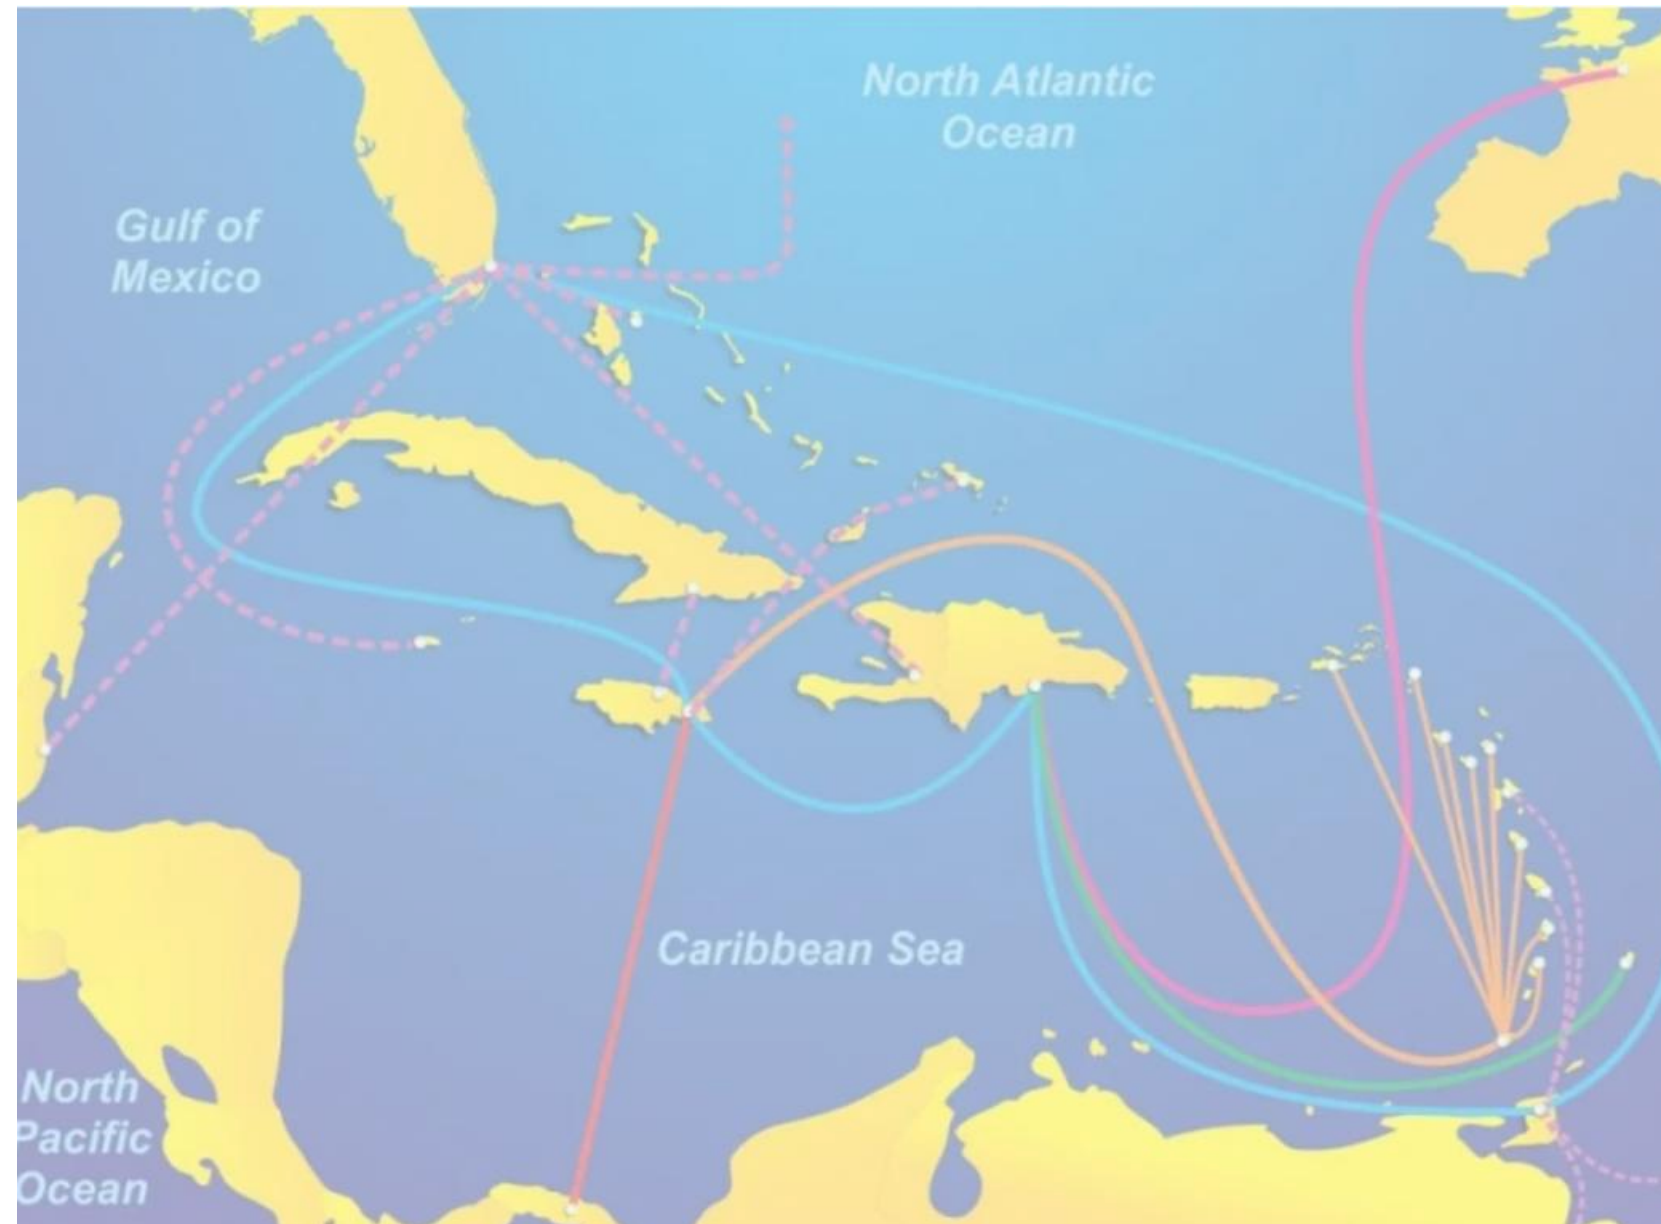 North Atlantic
Ocean
Gulf of
Mexico
Caribbean Sea
North
Pacific
Ocean